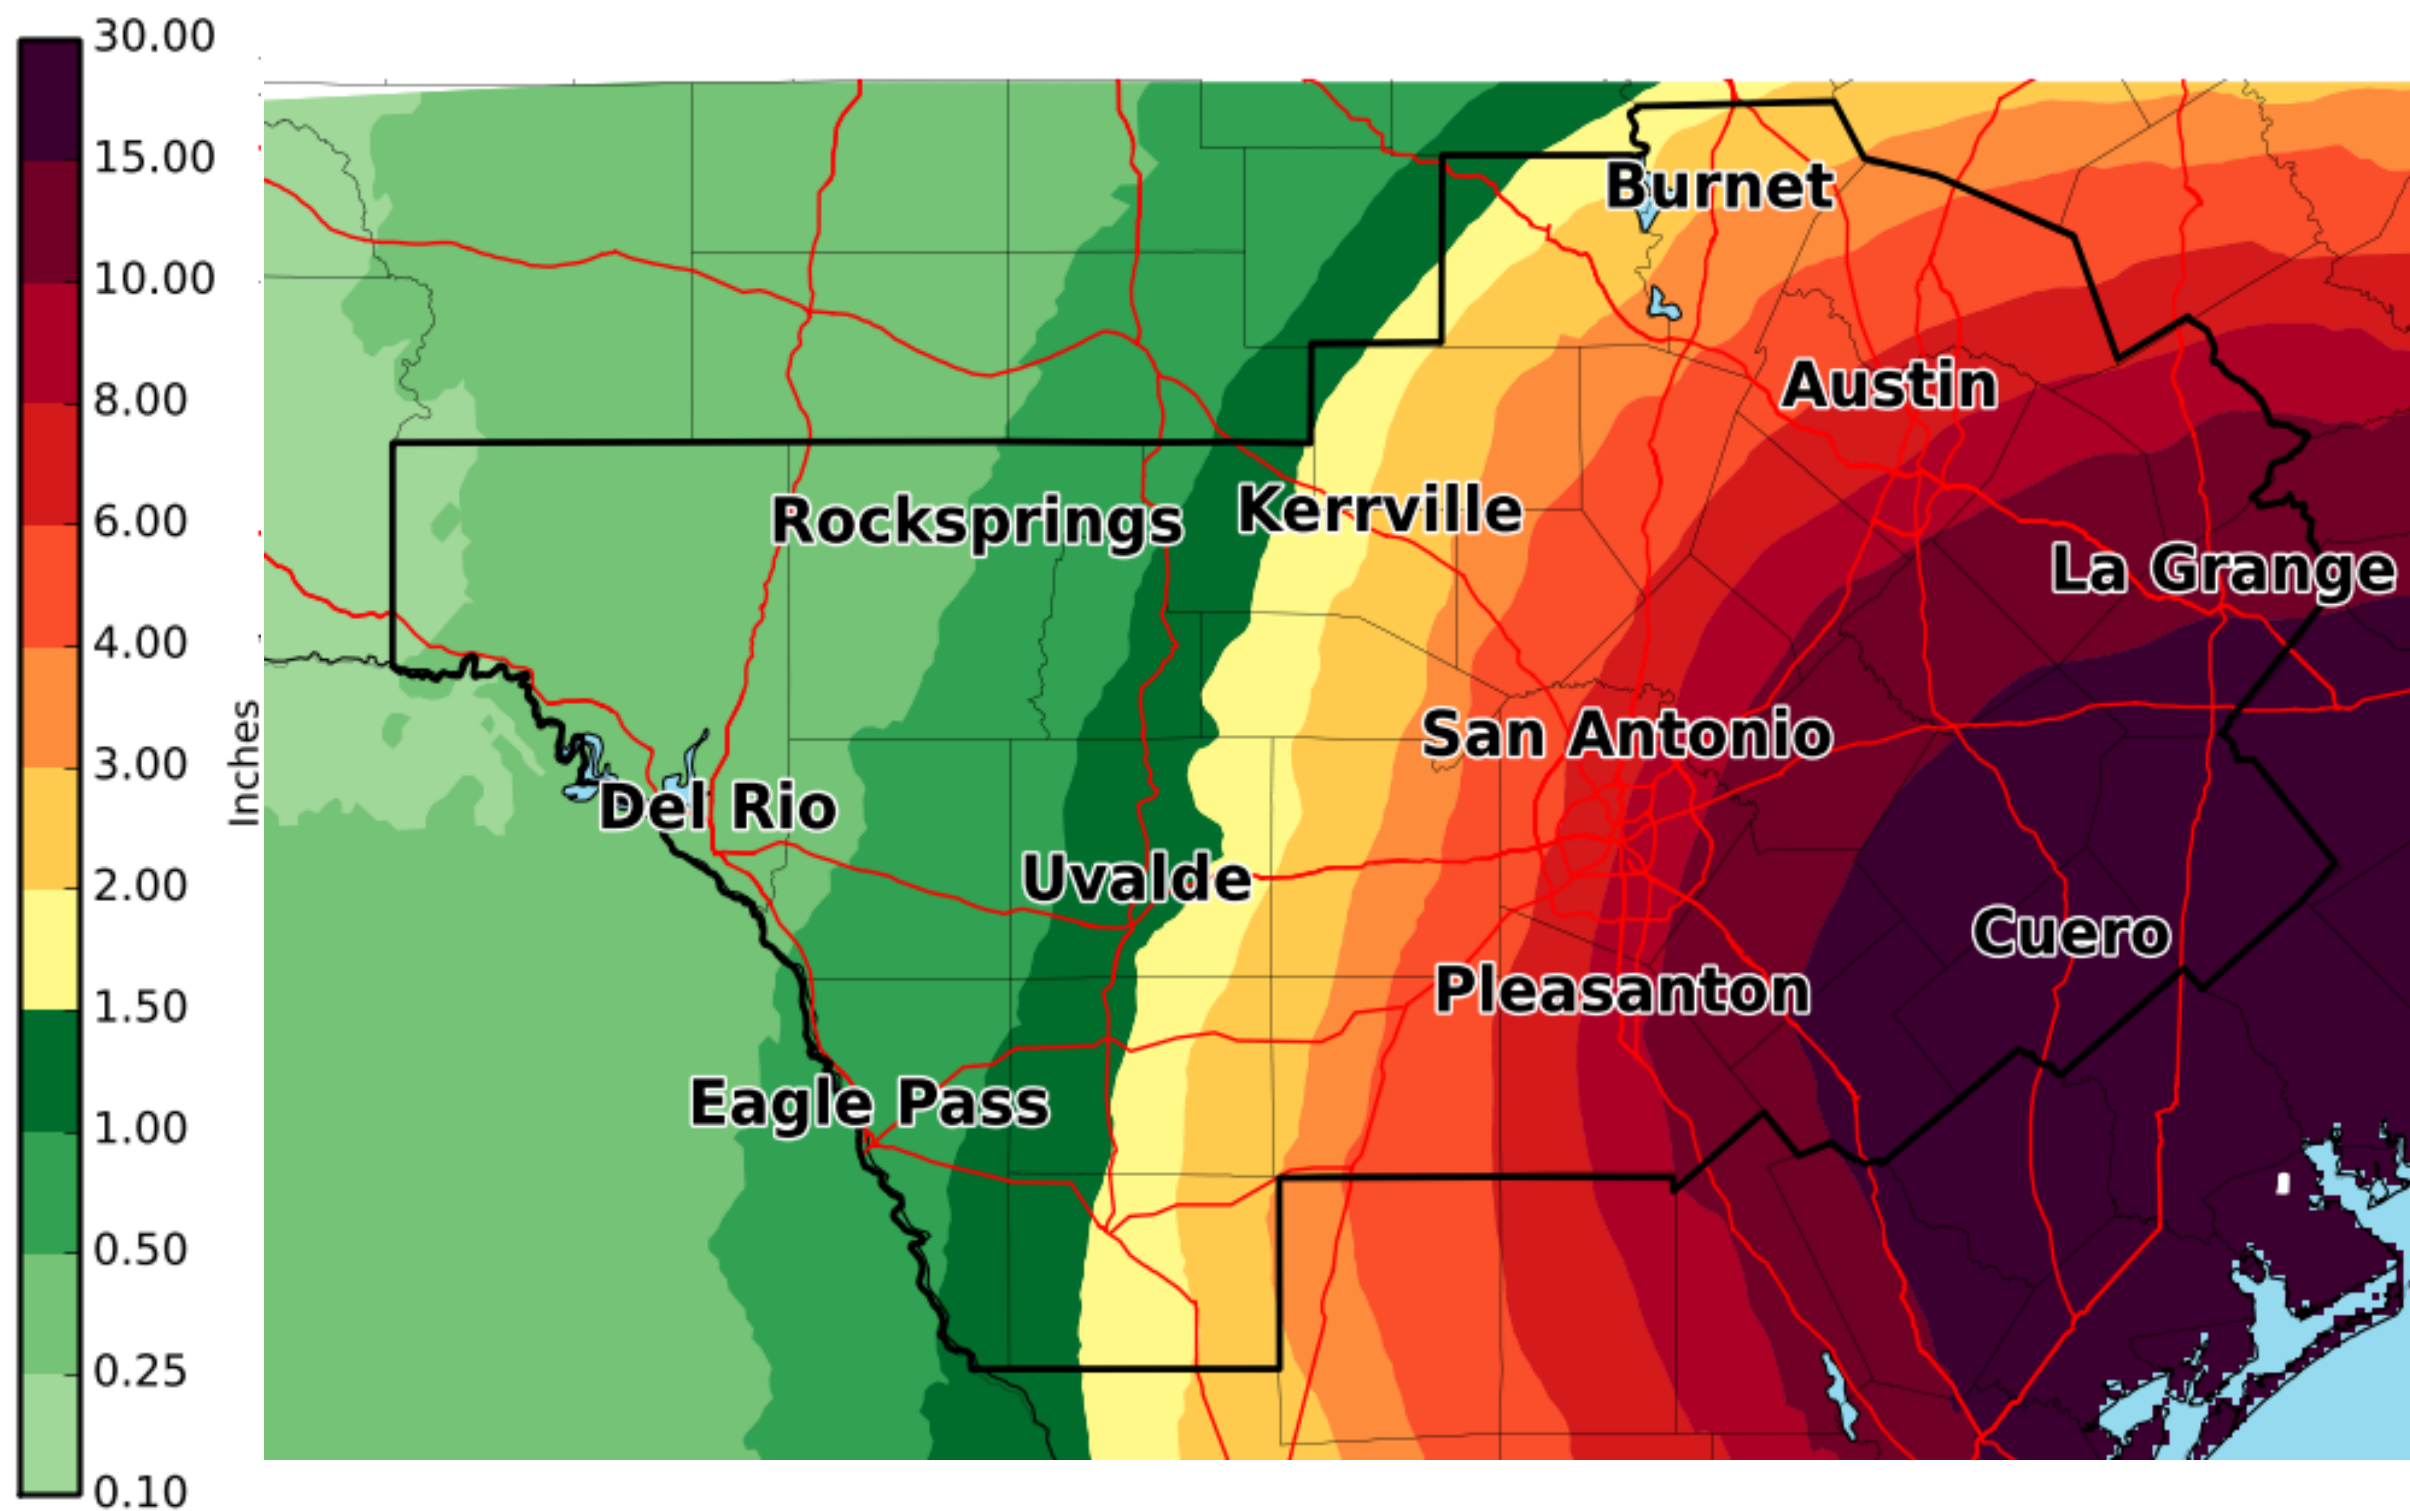 30.00
15.00
10.00
8.00
6.00
4.00
3.00
2.00
1.50
1.00
0.50
0.25
0.10
Inches
Burnet
Austin
Rocksprings
Kerrville
La Grange
San Antonio
Del Rio
Uvalde
Cuero
Pleasanton
Eagle Pass